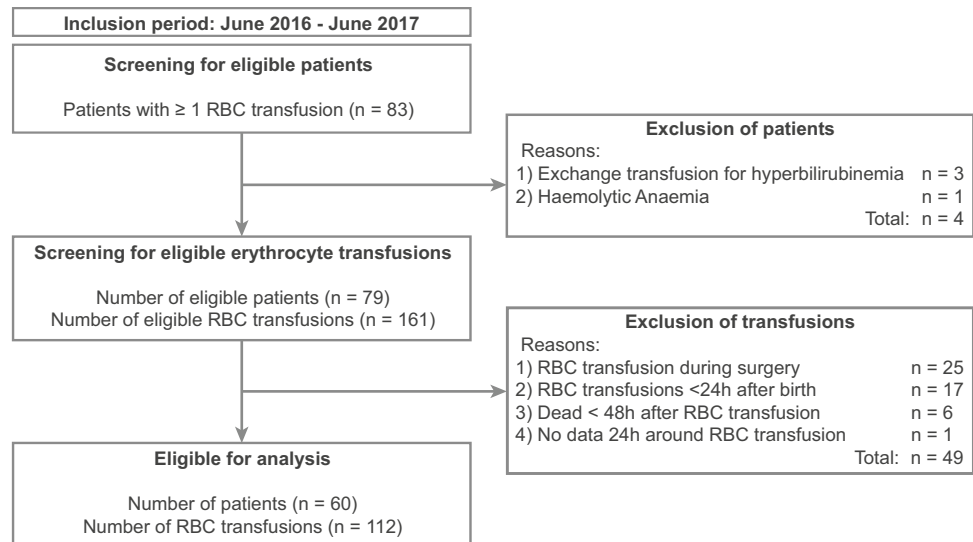 Inclusion period: June 2016 - June 2017
Screening for eligible patients
Patients with ≥ 1 RBC transfusion (n = 83)
Exclusion of patients
Reasons:
1) Exchange transfusion for hyperbilirubinemia n = 3
2) Haemolytic Anaemia n = 1
Total: n = 4
Screening for eligible erythrocyte transfusions
Number of eligible patients (n = 79)
Number of eligible RBC transfusions (n = 161)
Exclusion of transfusions
Reasons:
1) RBC transfusion during surgery n = 25
2) RBC transfusions <24h after birth n = 17
3) Dead < 48h after RBC transfusion n = 6
4) No data 24h around RBC transfusion n = 1
Total: n = 49
Eligible for analysis
Number of patients (n = 60)
Number of RBC transfusions (n = 112)